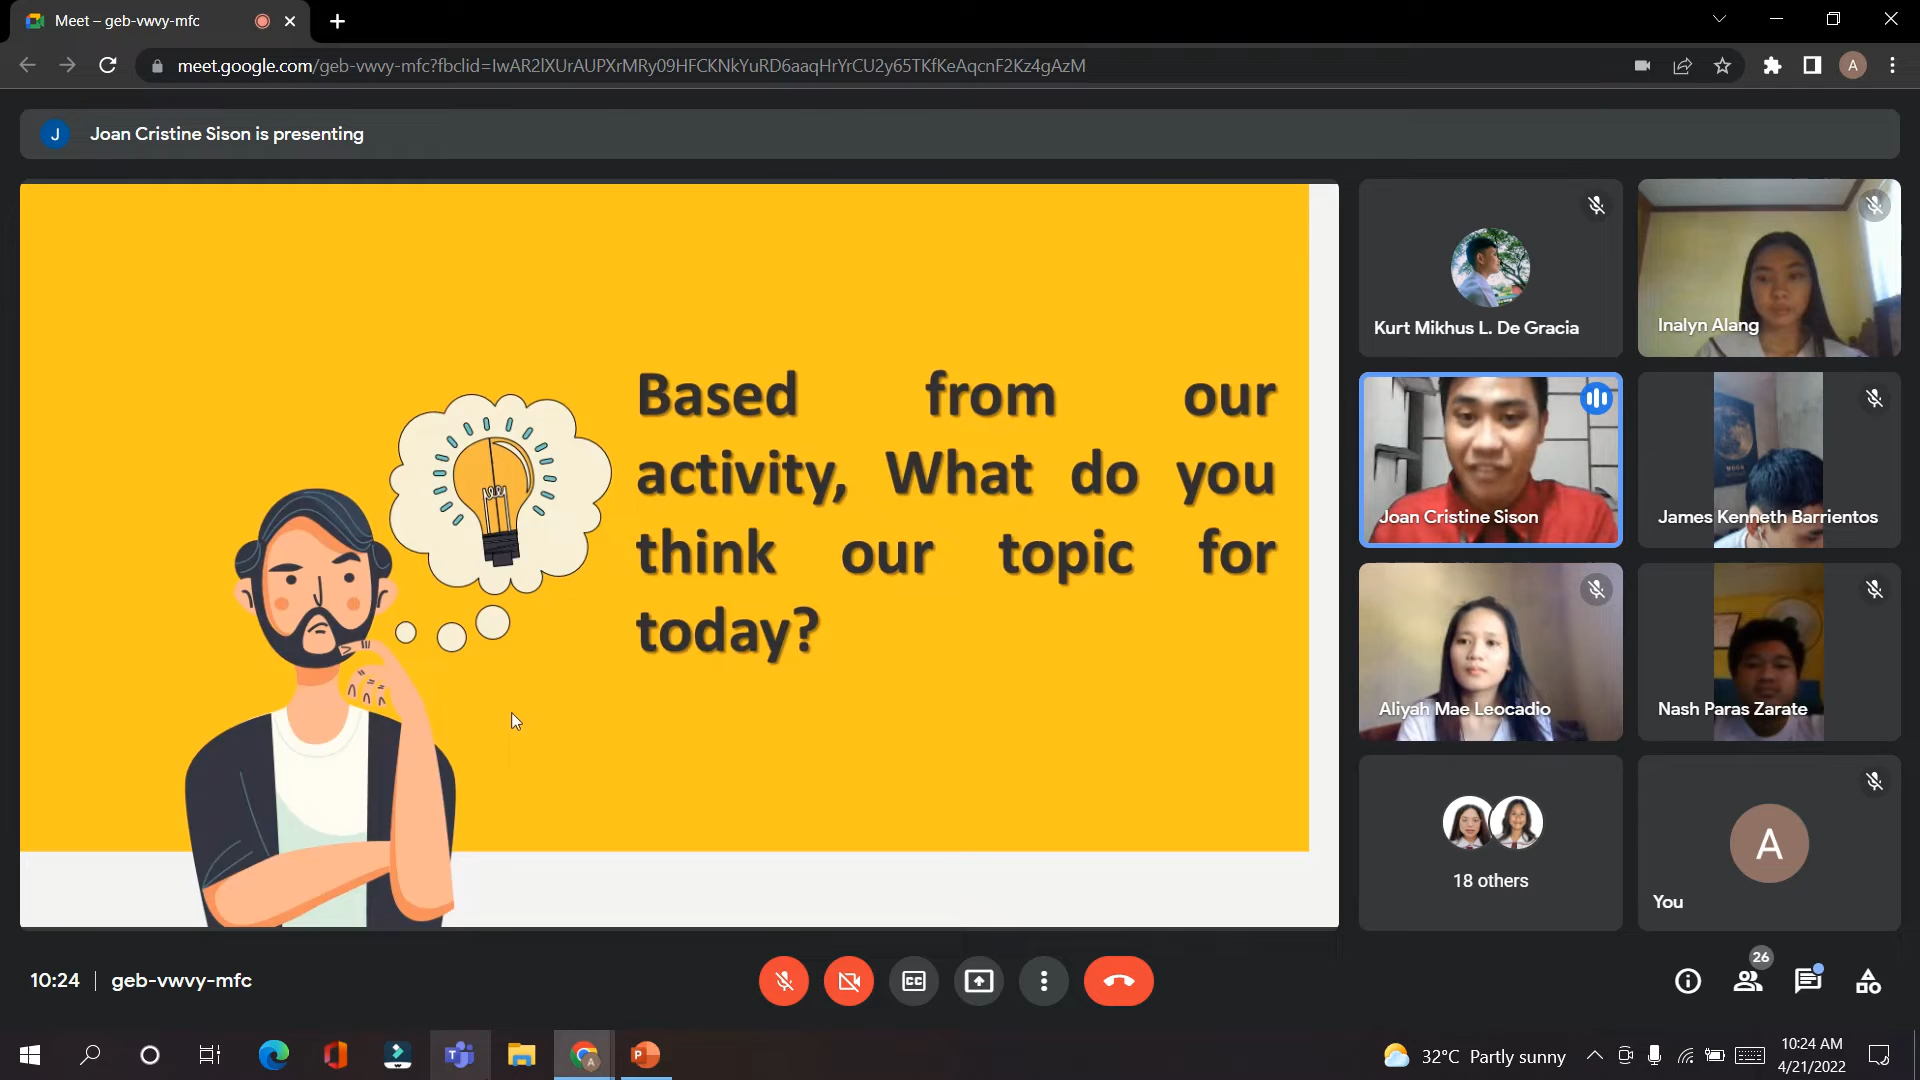 Meet – geb-vwvy-mfc
meet.google.com/geb-vwvy-mfc?fbclid=IwAR2lXUrAUPXrMRy09HFCKNkYuRD6aaqHrYrCU2y65TKfKeAqcnF2Kz4gAzM
A
J Joan Cristine Sison is presenting
Based from our
activity, What do you
think our topic for
today?
Kurt Mikhus L. De Gracia
Inalyn Alang
Joan Cristine Sison
James Kenneth Barrientos
Aliyah Mae Leocadio
Nash Paras Zarate
18 others
A
You
10:24 | geb-vwvy-mfc
CC
26
32°C Partly sunny
10:24 AM
4/21/2022